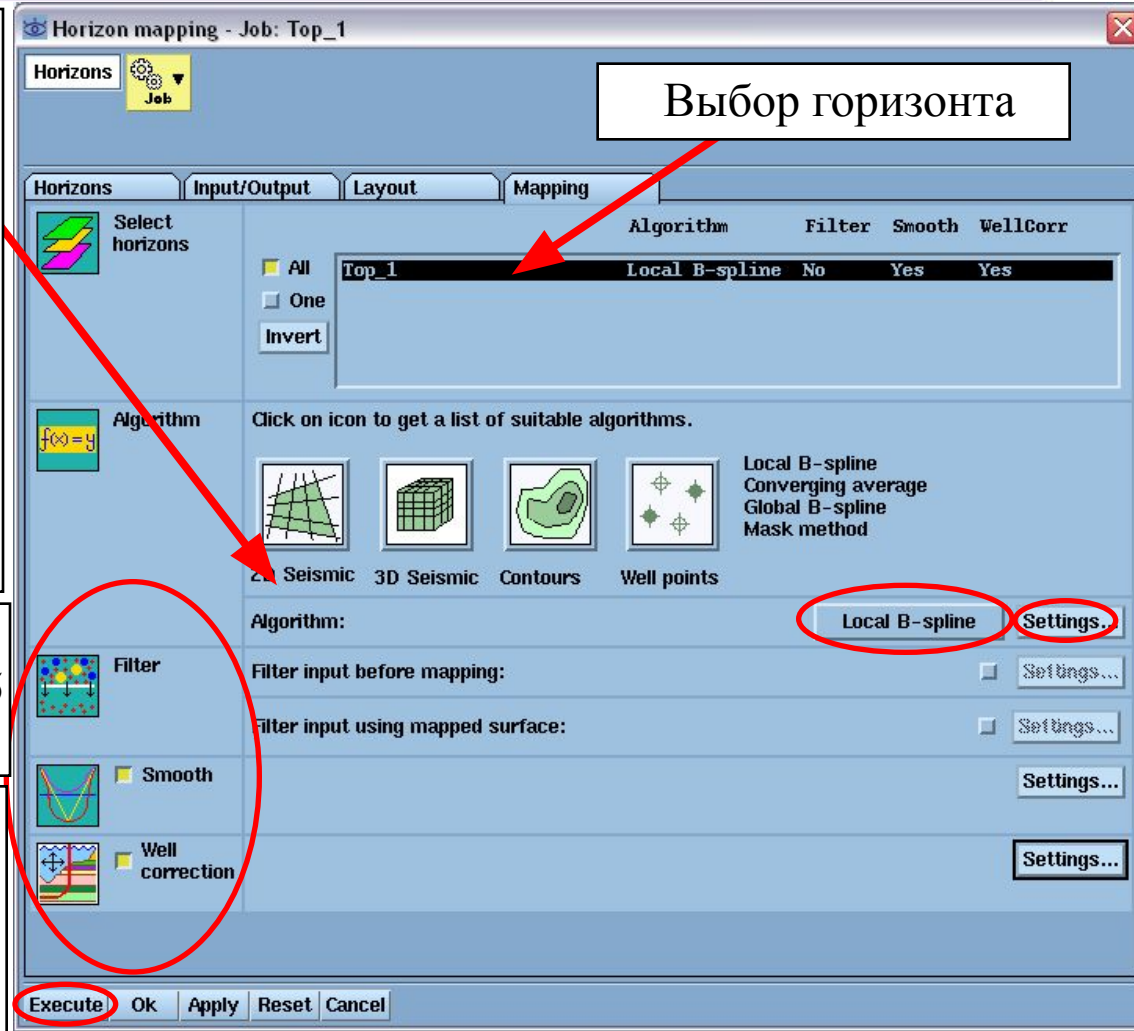 Horizon mapping - Job: Top_1
Horizons
Job
Выбор горизонта
Horizons Input/Output Layout Mapping
Select
horizons
Algorithm Filter Smooth WellCorr
All
One
Invert
Top_1 Local B-spline No Yes Yes
Algorithm
f(x)=y
Click on icon to get a list of suitable algorithms.
Local B-spline
Converging average
Global B-spline
Mask method
2D Seismic 3D Seismic Contours Well points
Algorithm: Local B-spline Settings...
Filter
Filter input before mapping: Settings...
Filter input using mapped surface: Settings...
Smooth Settings...
Well
correction Settings...
Execute Ok Apply Reset Cancel